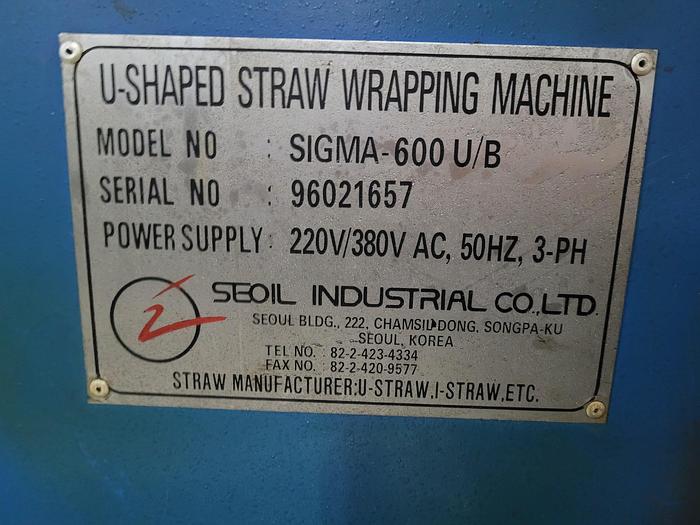 U-SHAPED STRAW WRAPPING MACHINE
MODEL NO : SIGMA-600 U/B
SERIAL NO : 96021657
POWER SUPPLY : 220V/380V AC, 50HZ, 3-PH
SEOIL INDUSTRIAL CO.,LTD.
SEOUL BLDG., 222, CHAMSIL DONG, SONGPA-KU
SEOUL, KOREA
TEL NO. : 82-2-423-4334
FAX NO. : 82-2-420-9577
STRAW MANUFACTURER:U-STRAW,I-STRAW,ETC.